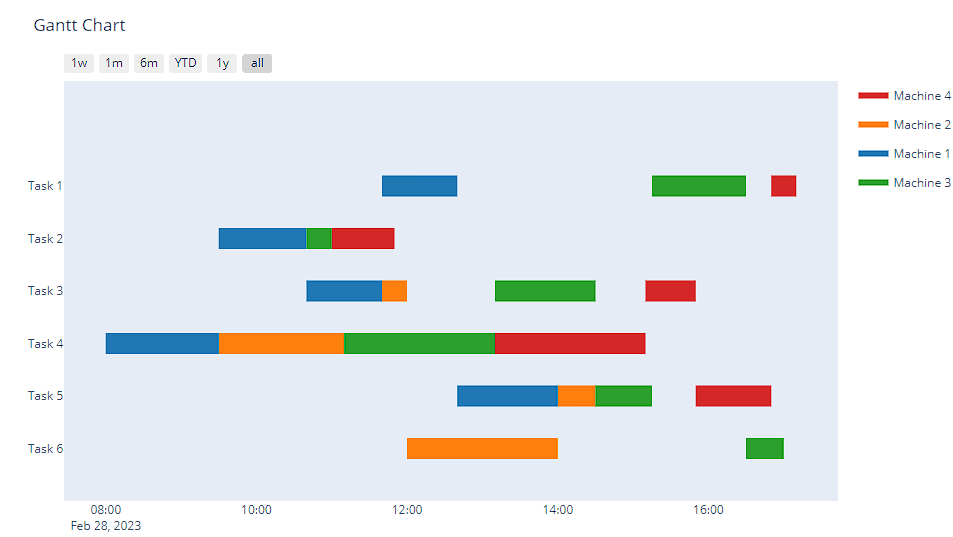 Gantt Chart
1w 1m 6m YTD 1y all
Machine 4
Machine 2
Machine 1
Machine 3
Task 1
Task 2
Task 3
Task 4
Task 5
Task 6
08:00 10:00 12:00 14:00 16:00
Feb 28, 2023